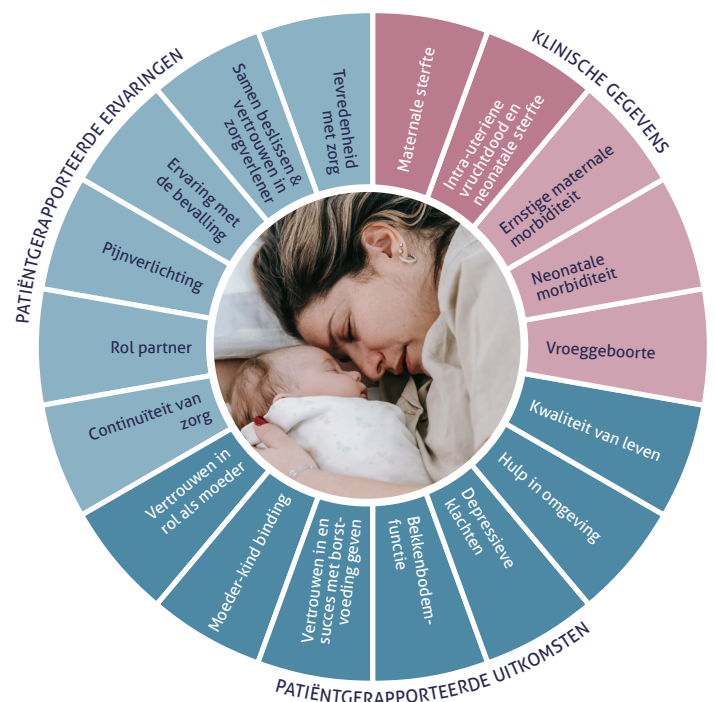 KLINISCHE GEGEVENS
Maternale sterfte
Intra-uteriene
vruchtdood en
neonatale sterfte
Ernstige maternale
morbiditeit
Neonatale
morbiditeit
Vroeggeboorte
PATIËNTGERAPPORTEERDE UITKOMSTEN
Kwaliteit van leven
Hulp in omgeving
Depressieve
klachten
Bekkenbodem-
functie
Vertrouwen in en
succes met borst-
voeding geven
Moeder-kind binding
Vertrouwen in
rol als moeder
PATIËNTGERAPPORTEERDE ERVARINGEN
Continuïteit van
zorg
Rol partner
Pijnverlichting
Ervaring met
de bevalling
Samen beslissen &
vertrouwen in
zorgverlener
Tevredenheid
met zorg